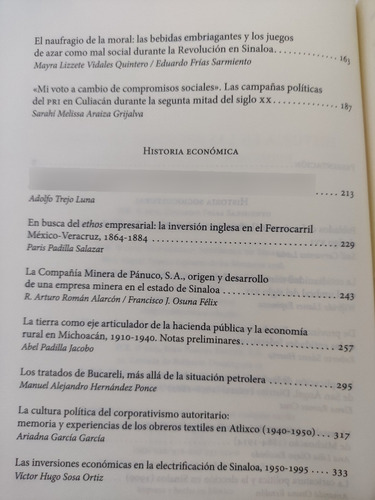 El naufragio de la moral: las bebidas embriagantes y los juegos
de azar como mal social durante la Revolución en Sinaloa. . . . . . . . . . . . 163
Mayra Lizzete Vidales Quintero / Eduardo Frías Sarmiento
«Mi voto a cambio de compromisos sociales». Las campañas políticas
del PRI en Culiacán durante la segunta mitad del siglo XX . . . . . . . . . . . 187
Sarahí Melissa Araiza Grijalva
HISTORIA ECONÓMICA
. . . . . 213
Adolfo Trejo Luna
En busca del ethos empresarial: la inversión inglesa en el Ferrocarril
México-Veracruz, 1864-1884 . . . . . . . . . . . . . . . . . . . . . . . . . . . 229
Paris Padilla Salazar
La Compañía Minera de Pánuco, S.A., origen y desarrollo
de una empresa minera en el estado de Sinaloa . . . . . . . . . . . . . . . . 243
R. Arturo Román Alarcón / Francisco J. Osuna Félix
La tierra como eje articulador de la hacienda pública y la economía
rural en Michoacán, 1910-1940. Notas preliminares . . . . . . . . . . . . . . 257
Abel Padilla Jacobo
Los tratados de Bucareli, más allá de la situación petrolera . . . . . . . . . 295
Manuel Alejandro Hernández Ponce
La cultura política del corporativismo autoritario:
memoria y experiencias de los obreros textiles en Atlixco (1940-1950) . . . 317
Ariadna García García
Las inversiones económicas en la electrificación de Sinaloa, 1950-1995 . . . . 333
Víctor Hugo Sosa Ortiz